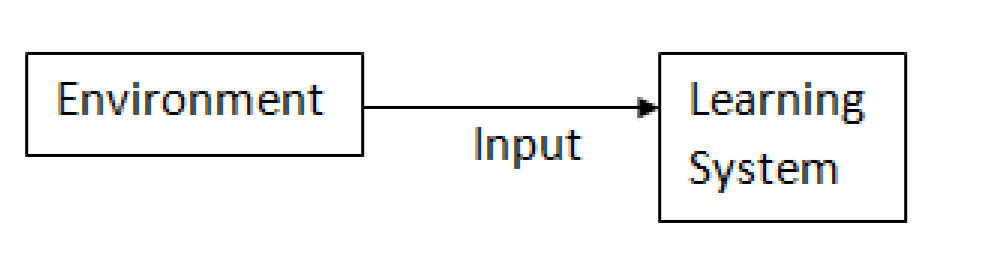 Environment
Input
Learning
System